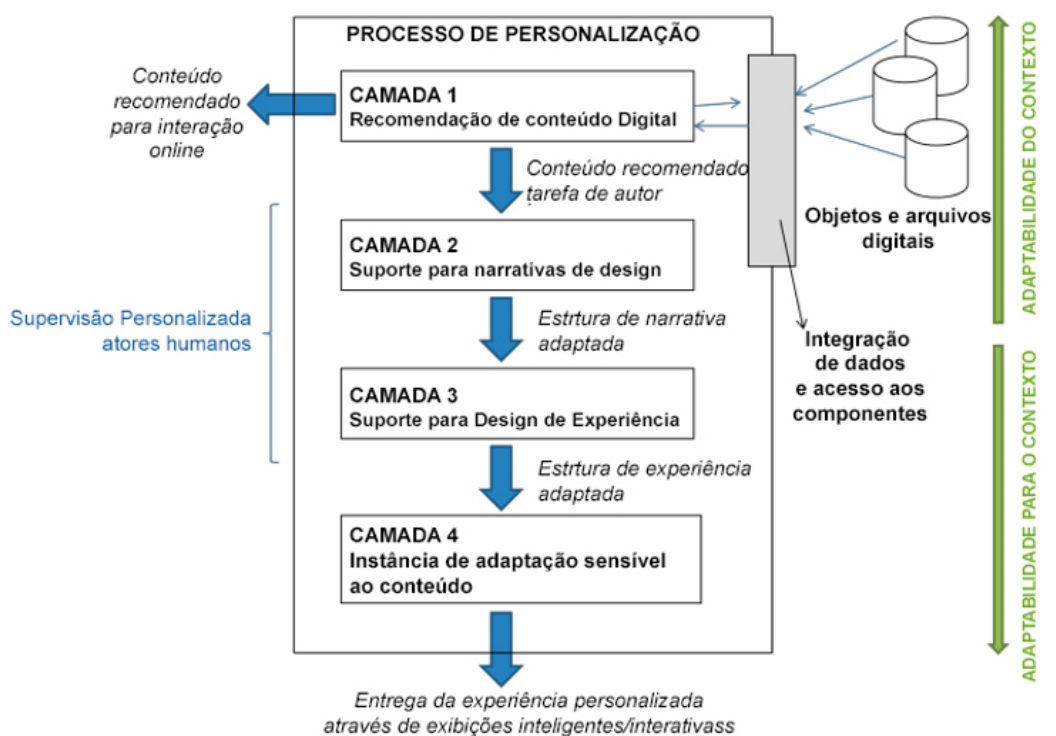 PROCESSO DE PERSONALIZAÇÃO
Conteúdo
recomendado
para interação
online
CAMADA 1
Recomendação de conteúdo Digital
Conteúdo recomendado
tarefa de autor
CAMADA 2
Suporte para narrativas de design
Supervisão Personalizada
atores humanos
Estrtura de narrativa
adaptada
CAMADA 3
Suporte para Design de Experiência
Estrtura de experiência
adaptada
CAMADA 4
Instância de adaptação sensível
ao conteúdo
Entrega da experiência personalizada
através de exibições inteligentes/interativass
Objetos e arquivos
digitais
Integração
de dados
e acesso aos
componentes
ADAPTABILIDADE DO CONTEXTO
ADAPTABILIDADE PARA O CONTEXTO